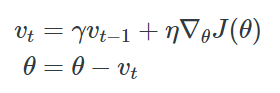 v_t = γv_{t−1} + η∇_θJ(θ)
θ = θ − v_t